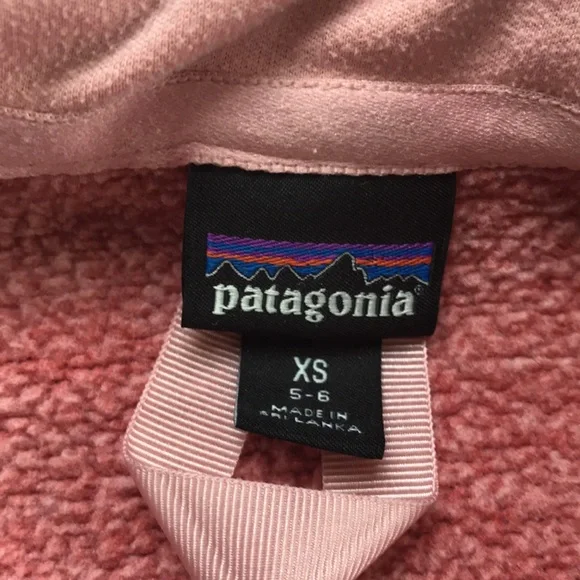 patagonia®
XS
5-6
MADE IN
SRI LANKA